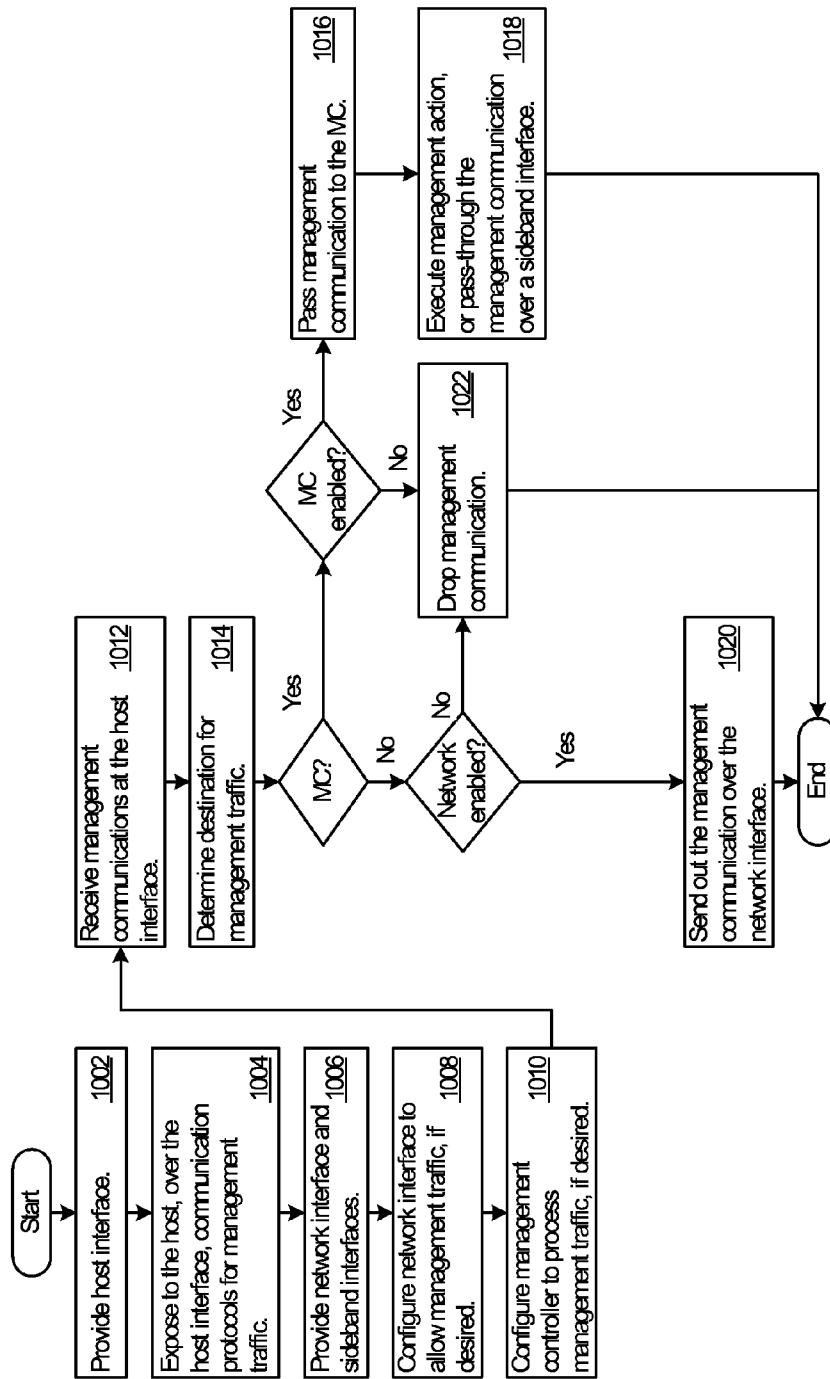 Start
Provide host interface.
1002
Expose to the host, over the
host interface, communication
protocols for management
traffic.
1004
Provide network interface and
sideband interfaces.
1006
Configure network interface to
allow management traffic, if
desired.
1008
Configure management
controller to process
management traffic, if desired.
1010
Receive management
communications at the host
interface.
1012
Determine destination for
management traffic.
1014
MC?
Yes
No
MC
enabled?
Yes
No
Pass management
communication to the MC.
1016
Execute management action,
or pass-through the
management communication
over a sideband interface.
1018
Network
enabled?
No
Yes
Drop management
communication.
1022
Send out the management
communication over the
network interface.
1020
End